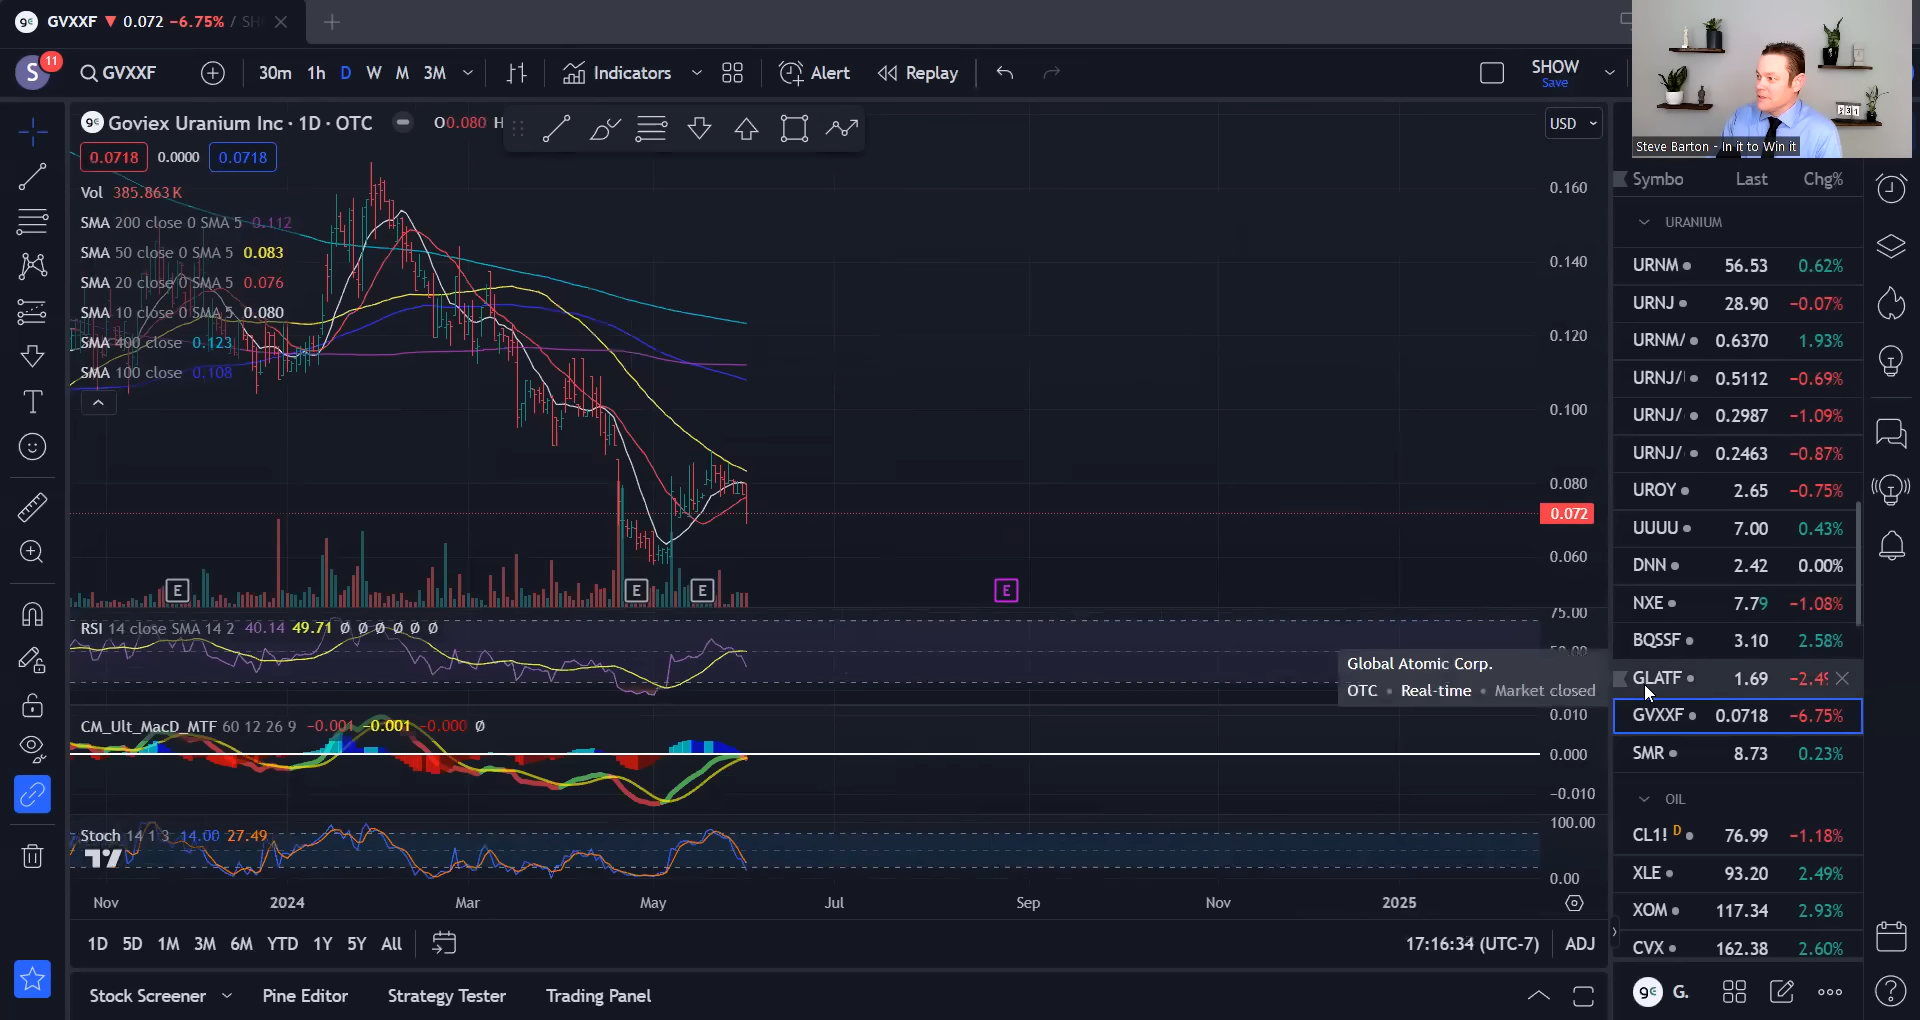 GVXXF ▼ 0.072 −6.75% / SH
S 11 GVXXF 30m 1h D W M 3M Indicators Alert Replay SHOW
Save
Steve Barton - In it to Win it
9€ Goviex Uranium Inc · 1D · OTC O0.080 H
USD
0.0718 0.0000 0.0718
Vol 385.863K
SMA 200 close 0 SMA 5 0.112
SMA 50 close 0 SMA 5 0.083
SMA 20 close 0 SMA 5 0.076
SMA 10 close 0 SMA 5 0.080
SMA 400 close 0.123
SMA 100 close 0.108
0.160
0.140
0.120
0.100
0.080
0.072
0.060
E E E E
RSI 14 close SMA 14 2 40.14 49.71 Ø Ø Ø Ø Ø Ø
75.00
50.00
Global Atomic Corp.
OTC • Real-time • Market closed
CM_Ult_MacD_MTF 60 12 26 9 −0.001 −0.001 −0.000 Ø
0.010
0.000
−0.010
Stoch 14 1 3 14.00 27.49
100.00
0.00
Nov 2024 Mar May Jul Sep Nov 2025
1D 5D 1M 3M 6M YTD 1Y 5Y All 17:16:34 (UTC-7) ADJ
Stock Screener Pine Editor Strategy Tester Trading Panel
Symbo Last Chg%
URANIUM
URNM 56.53 0.62%
URNJ 28.90 −0.07%
URNM/ 0.6370 1.93%
URNJ/ 0.5112 −0.69%
URNJ/ 0.2987 −1.09%
URNJ/ 0.2463 −0.87%
UROY 2.65 −0.75%
UUUU 7.00 0.43%
DNN 2.42 0.00%
NXE 7.79 −1.08%
BQSSF 3.10 2.58%
GLATF 1.69 −2.49
GVXXF 0.0718 −6.75%
SMR 8.73 0.23%
OIL
CL1! D 76.99 −1.18%
XLE 93.20 2.49%
XOM 117.34 2.93%
CVX 162.38 2.60%
9€ G.